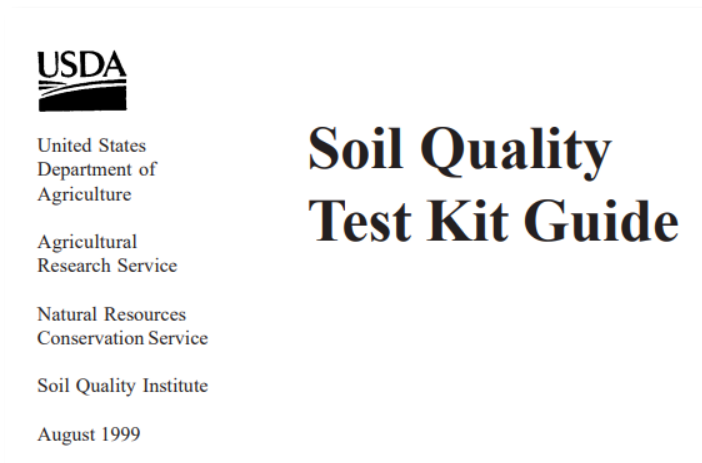 USDA
United States
Department of
Agriculture
Agricultural
Research Service
Natural Resources
Conservation Service
Soil Quality Institute
August 1999
Soil Quality
Test Kit Guide